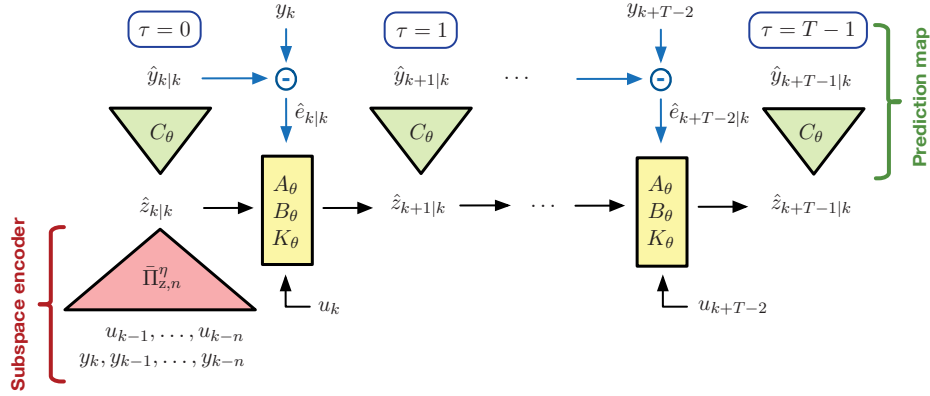 τ = 0
y_k
τ = 1
y_{k+T−2}
τ = T − 1
ŷ_{k|k}
-
ŷ_{k+1|k}
...
-
ŷ_{k+T−1|k}
Prediction map
ê_{k|k}
ê_{k+T−2|k}
C_θ
C_θ
C_θ
ẑ_{k|k}
A_θ
B_θ
K_θ
ẑ_{k+1|k}
...
A_θ
B_θ
K_θ
ẑ_{k+T−1|k}
Subspace encoder
Π̄^η_{z,n}
u_k
u_{k+T−2}
u_{k−1}, . . . , u_{k−n}
y_k, y_{k−1}, . . . , y_{k−n}